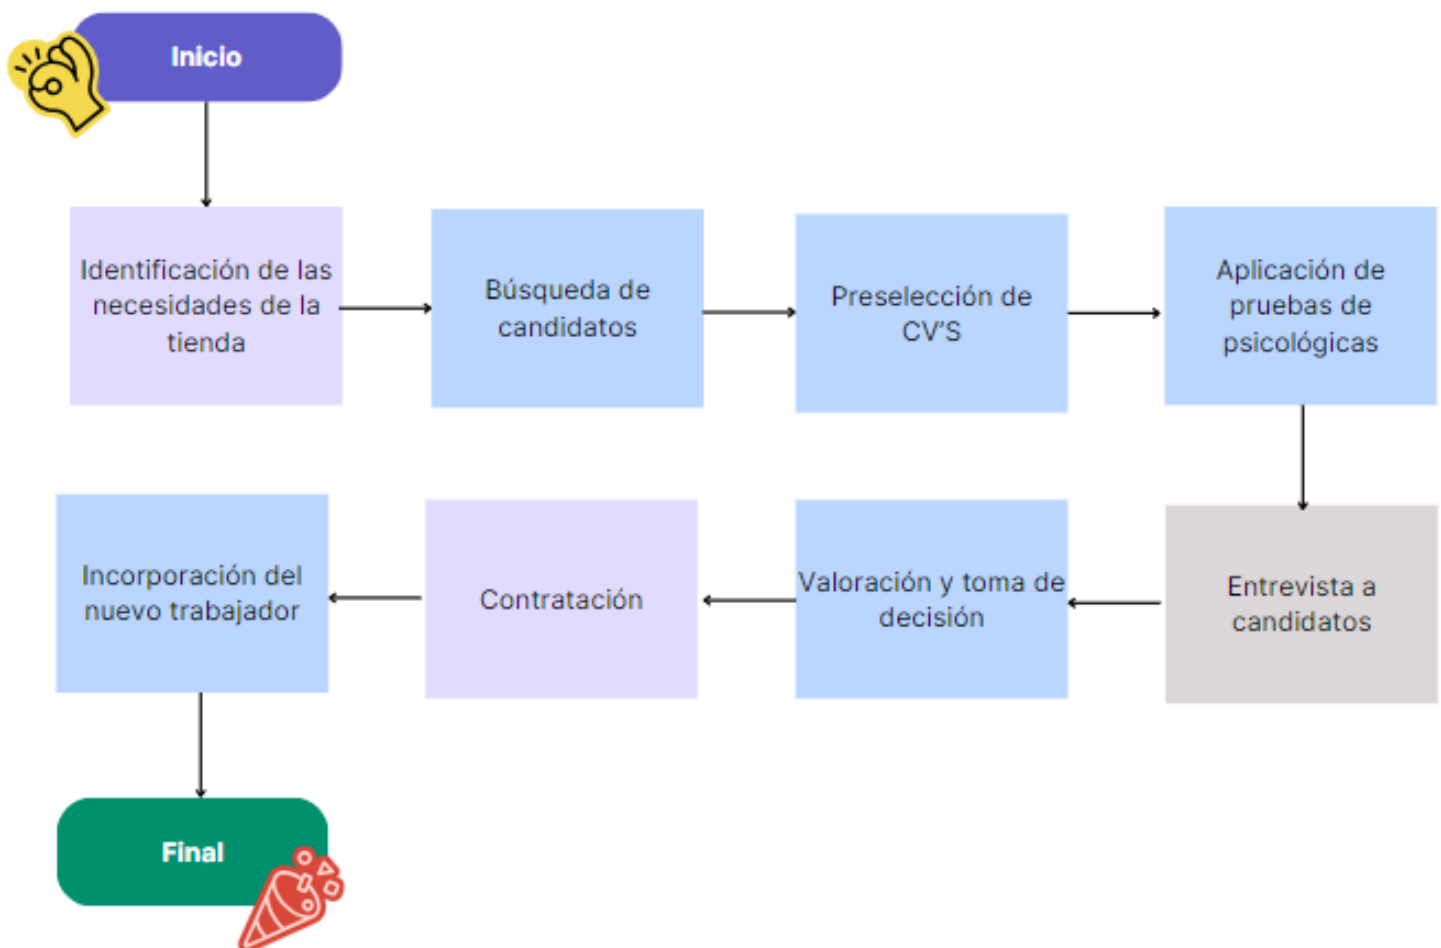 Inicio
Identificación de las
necesidades de la
tienda
Búsqueda de
candidatos
Preselección de
CV'S
Aplicación de
pruebas de
psicológicas
Entrevista a
candidatos
Valoración y toma de
decisión
Contratación
Incorporación del
nuevo trabajador
Final